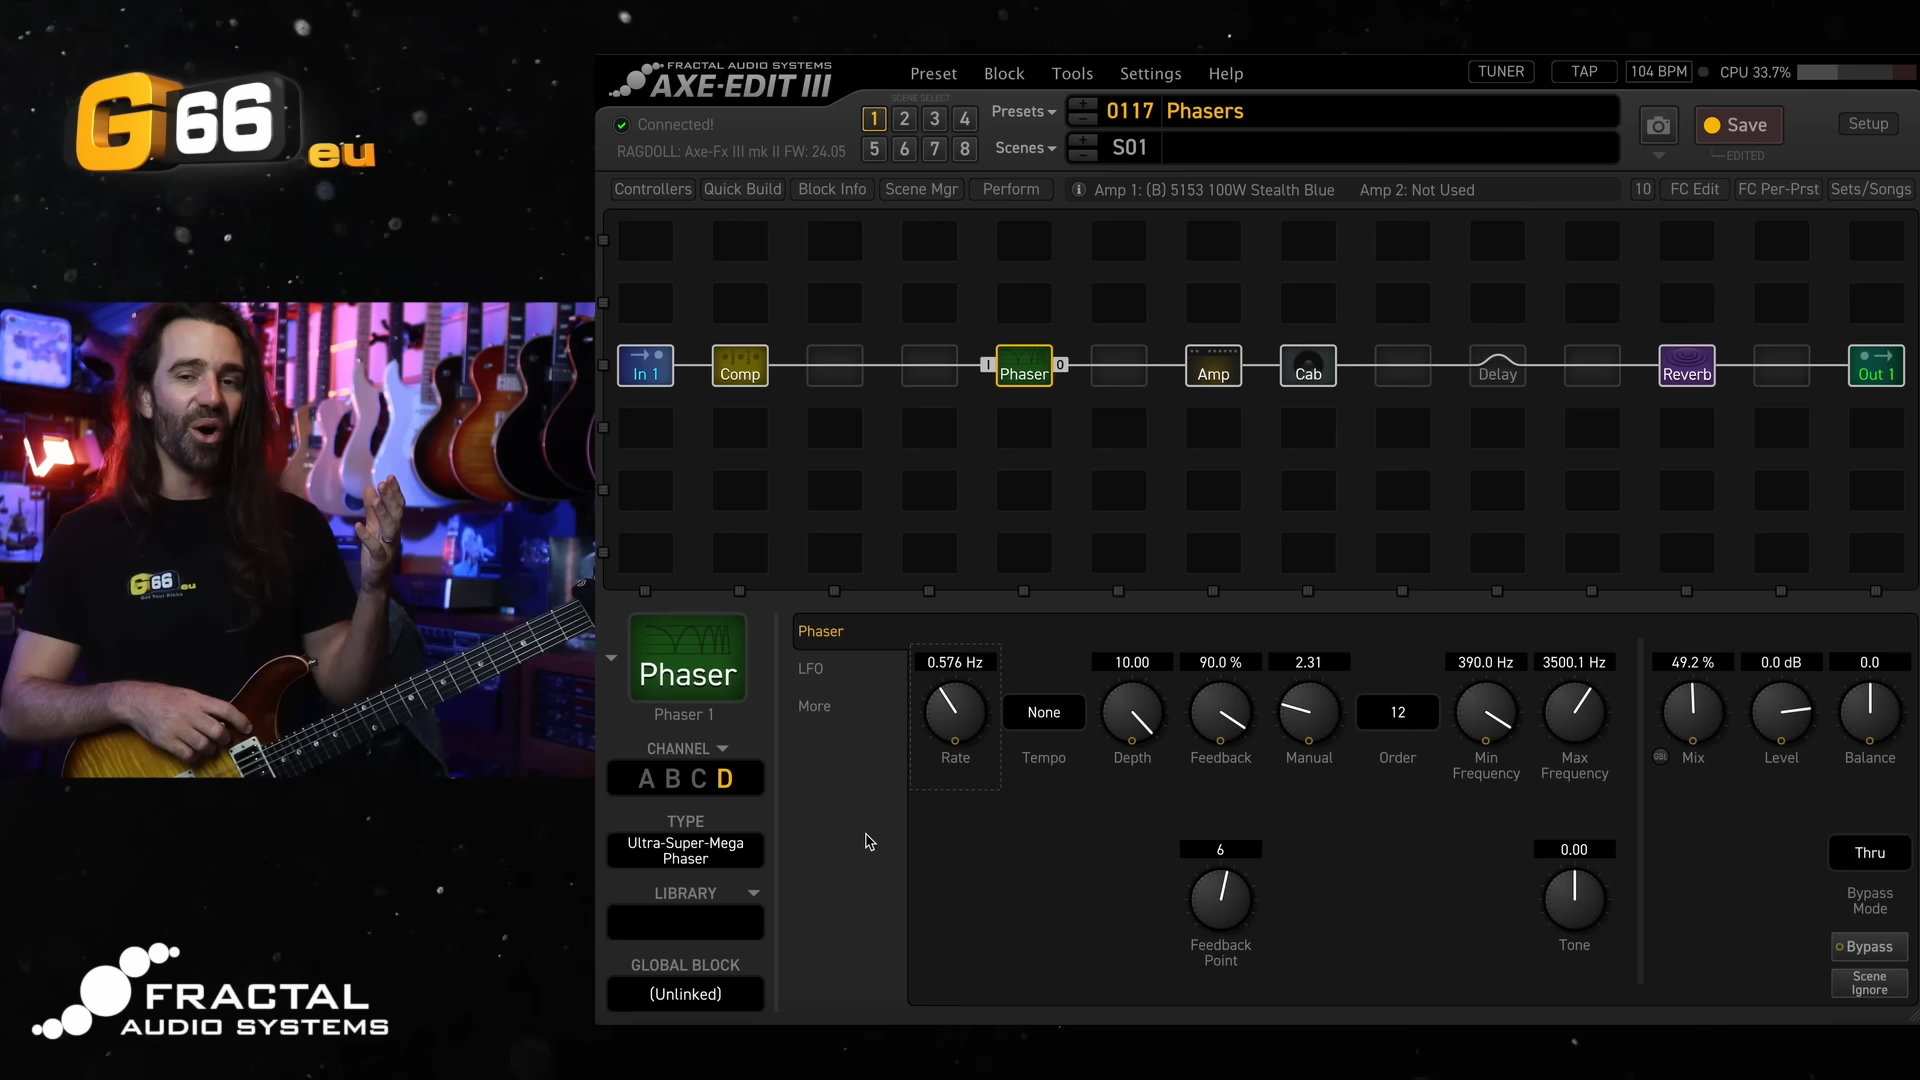 G66
eu
G66.eu
Get Your Kicks
FRACTAL
AUDIO SYSTEMS
FRACTAL AUDIO SYSTEMS
AXE-EDIT III
Preset Block Tools Settings Help
TUNER TAP 104 BPM CPU 33.7%
SCENE SELECT
1 2 3 4
5 6 7 8
Connected!
RAGDOLL: Axe-Fx III mk II FW: 24.05
Presets + - 0117 Phasers
Scenes + - S01
Save
EDITED
Setup
Controllers Quick Build Block Info Scene Mgr Perform
Amp 1: (B) 5153 100W Stealth Blue Amp 2: Not Used
10 FC Edit FC Per-Prst Sets/Songs
In 1 Comp I Phaser O Amp Cab Delay Reverb Out 1
Phaser
Phaser 1
CHANNEL
A B C D
TYPE
Ultra-Super-Mega
Phaser
LIBRARY
GLOBAL BLOCK
(Unlinked)
Phaser
LFO
More
0.576 Hz 10.00 90.0 % 2.31 390.0 Hz 3500.1 Hz 49.2 % 0.0 dB 0.0
None 12
Rate Tempo Depth Feedback Manual Order Min Frequency Max Frequency GBL Mix Level Balance
6 0.00 Thru
Feedback Point
Tone
Bypass Mode
Bypass
Scene
Ignore